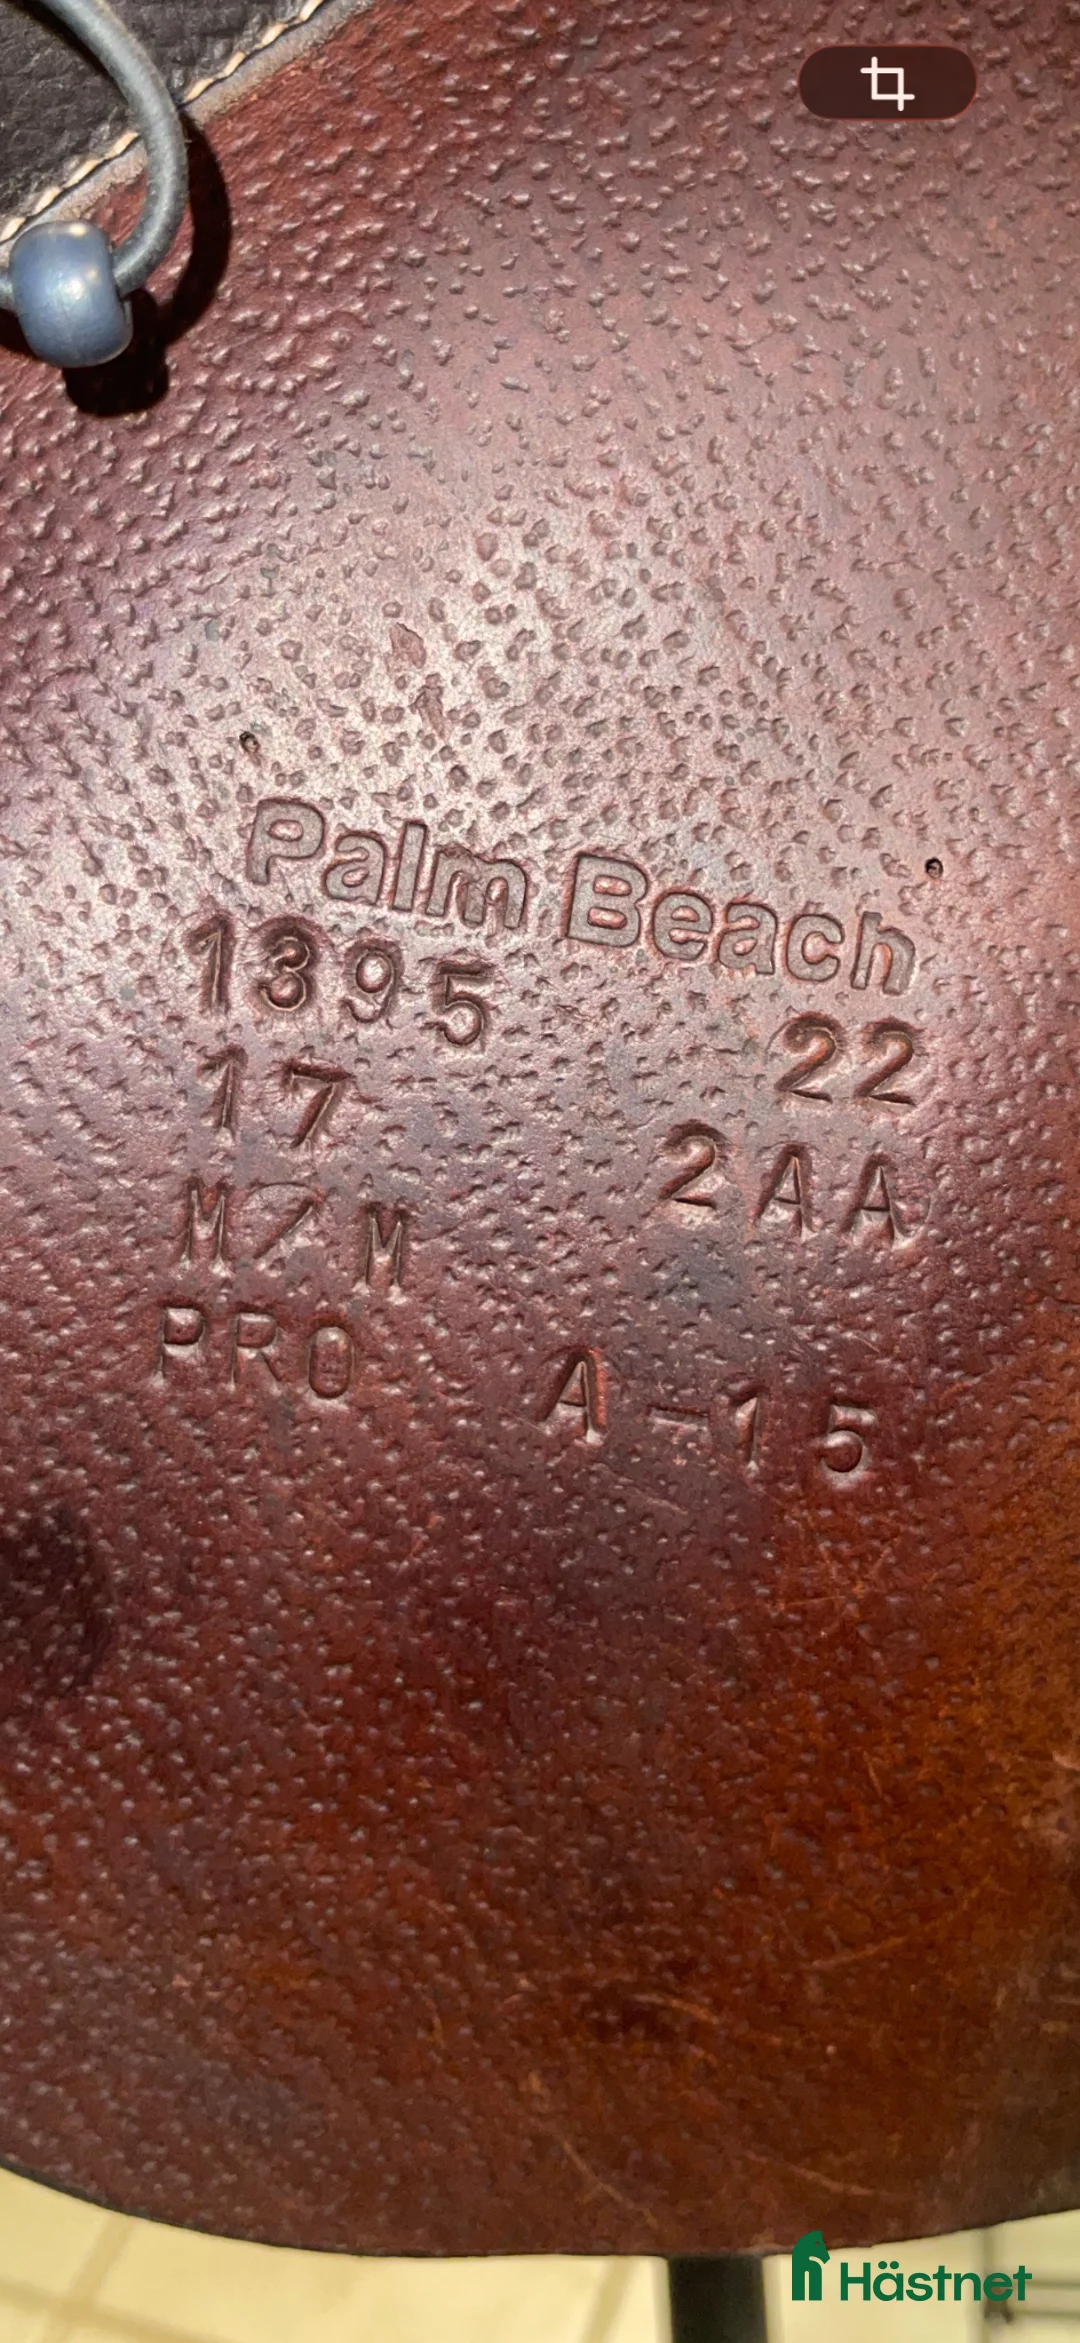 Palm Beach
1395 22
17 2AA
M/M
PRO A-15
Hästnet